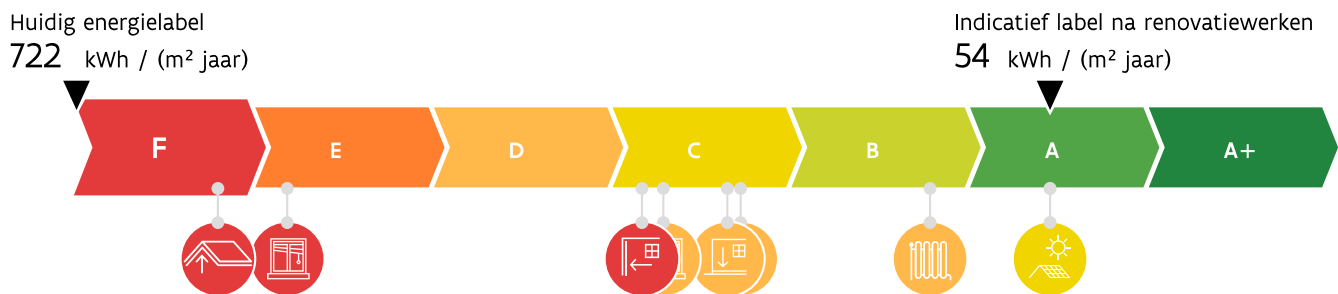 Huidig energielabel
722 kWh / (m² jaar)
Indicatief label na renovatiewerken
54 kWh / (m² jaar)
F E D C B A A+